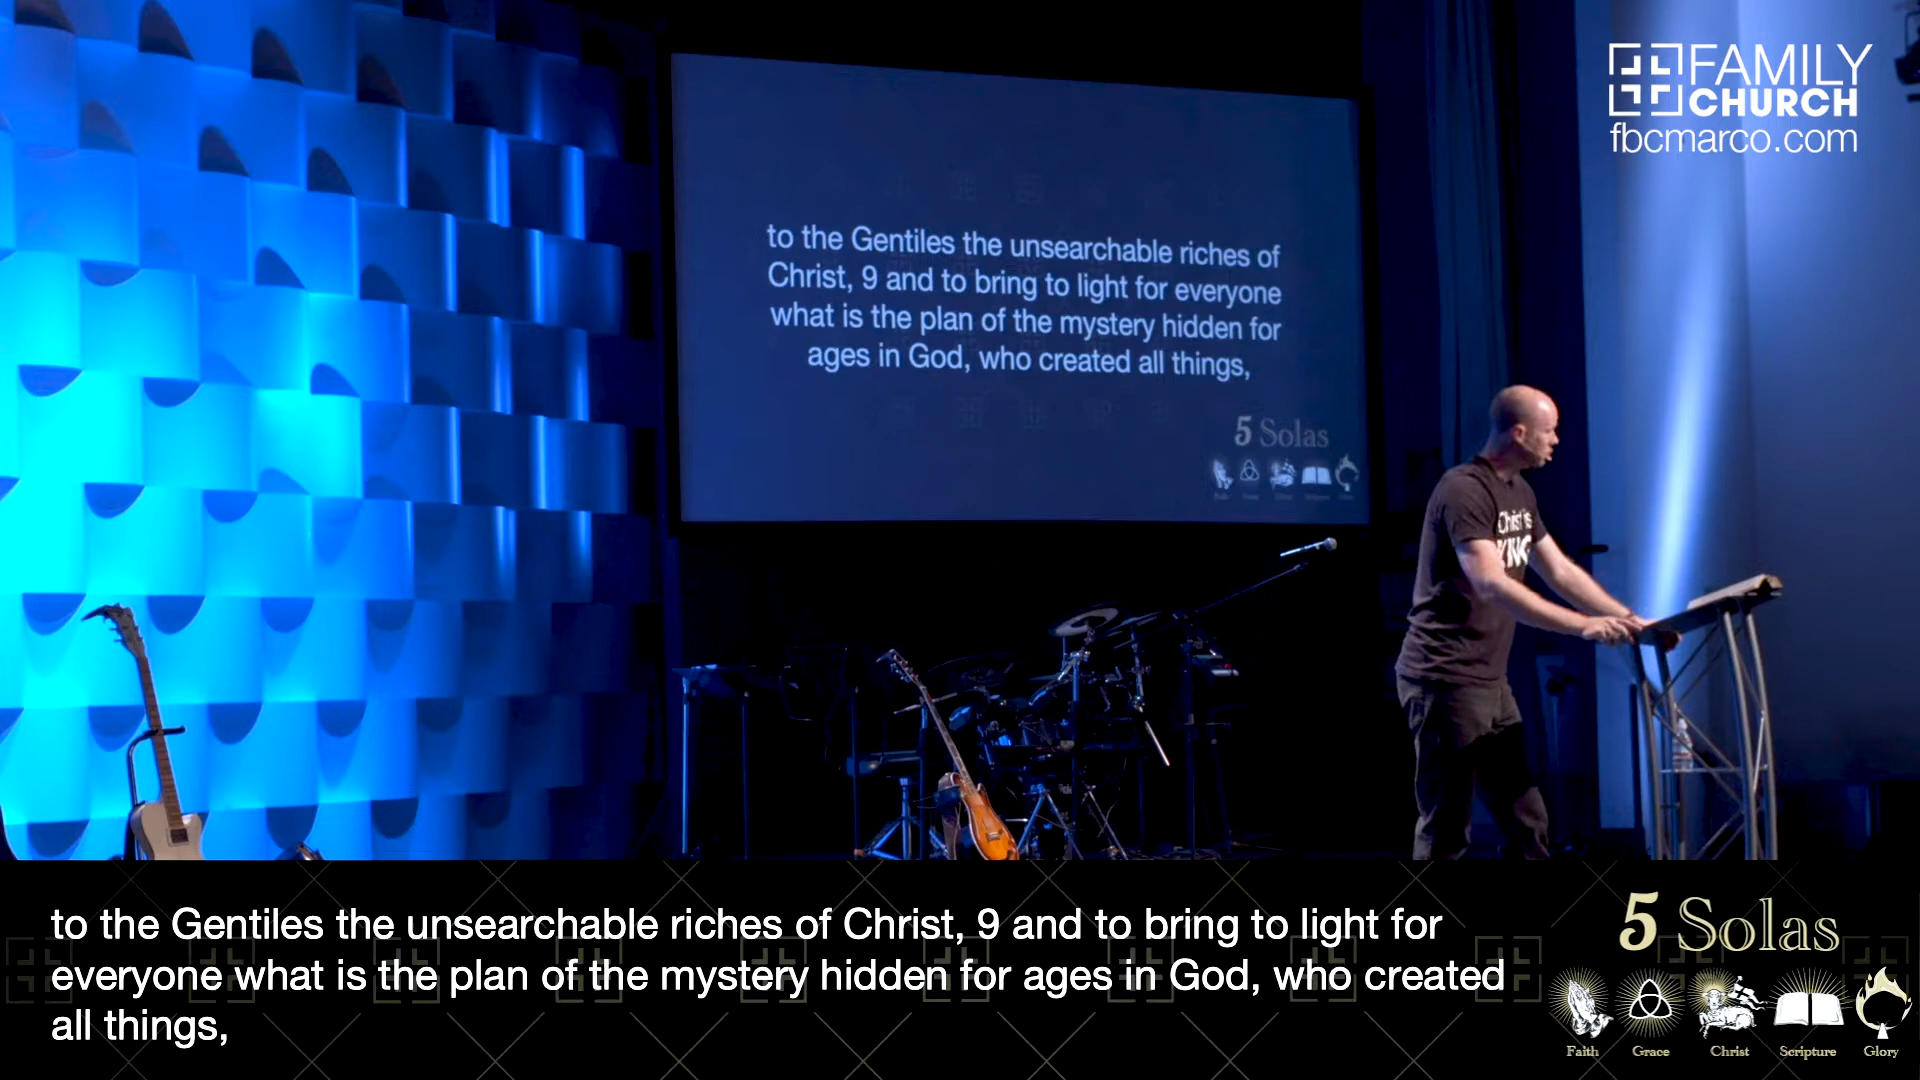 FAMILY
CHURCH
fbcmarco.com
to the Gentiles the unsearchable riches of
Christ, 9 and to bring to light for everyone
what is the plan of the mystery hidden for
ages in God, who created all things,
5 Solas
Christ is
KING
to the Gentiles the unsearchable riches of Christ, 9 and to bring to light for
everyone what is the plan of the mystery hidden for ages in God, who created
all things,
5 Solas
Faith Grace Christ Scripture Glory